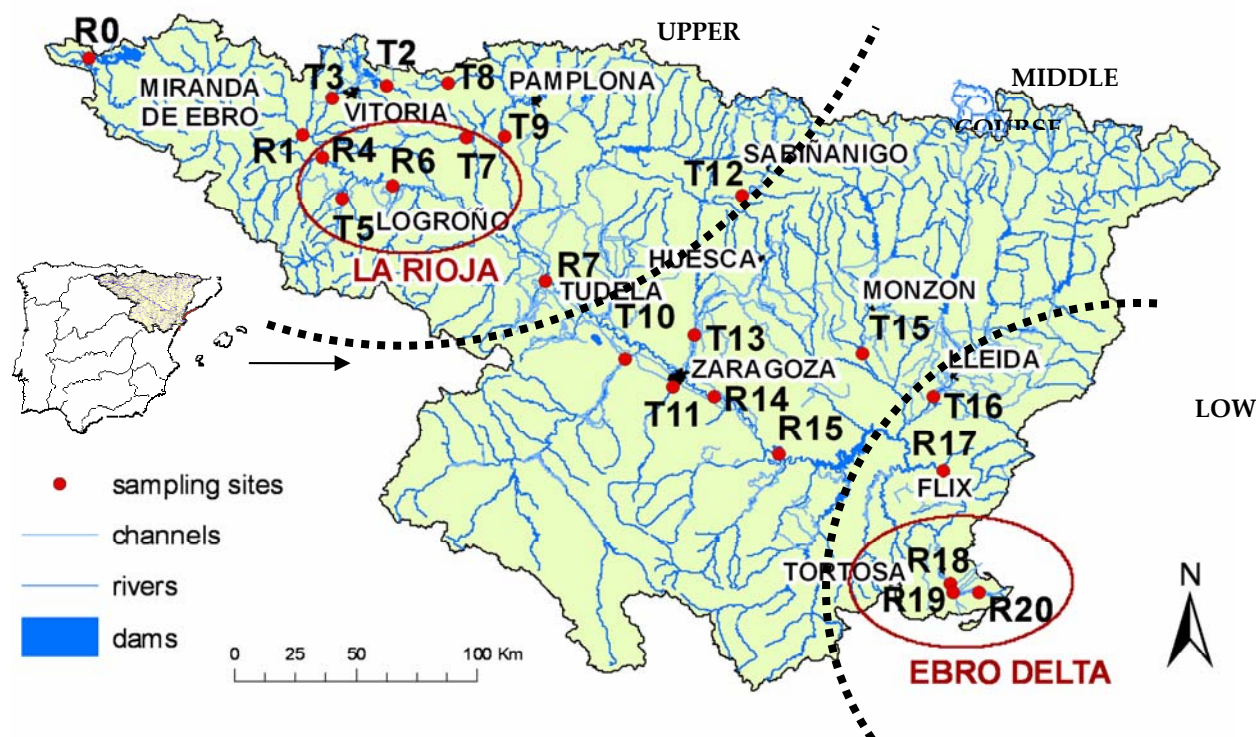 UPPER
R0
T2
T3
T8
PAMPLONA
MIDDLE
MIRANDA
DE EBRO
VITORIA
COURSE
R1
R4
T9
T7
R6
SABIÑANIGO
T12
T5
LOGROÑO
LA RIOJA
R7
TUDELA
HUESCA
MONZON
T10
T13
T15
ZARAGOZA
LLEIDA
T11
R14
T16
LOW
R15
R17
FLIX
sampling sites
channels
rivers
dams
TORTOSA
R18
R19
R20
N
EBRO DELTA
0 25 50 100 Km